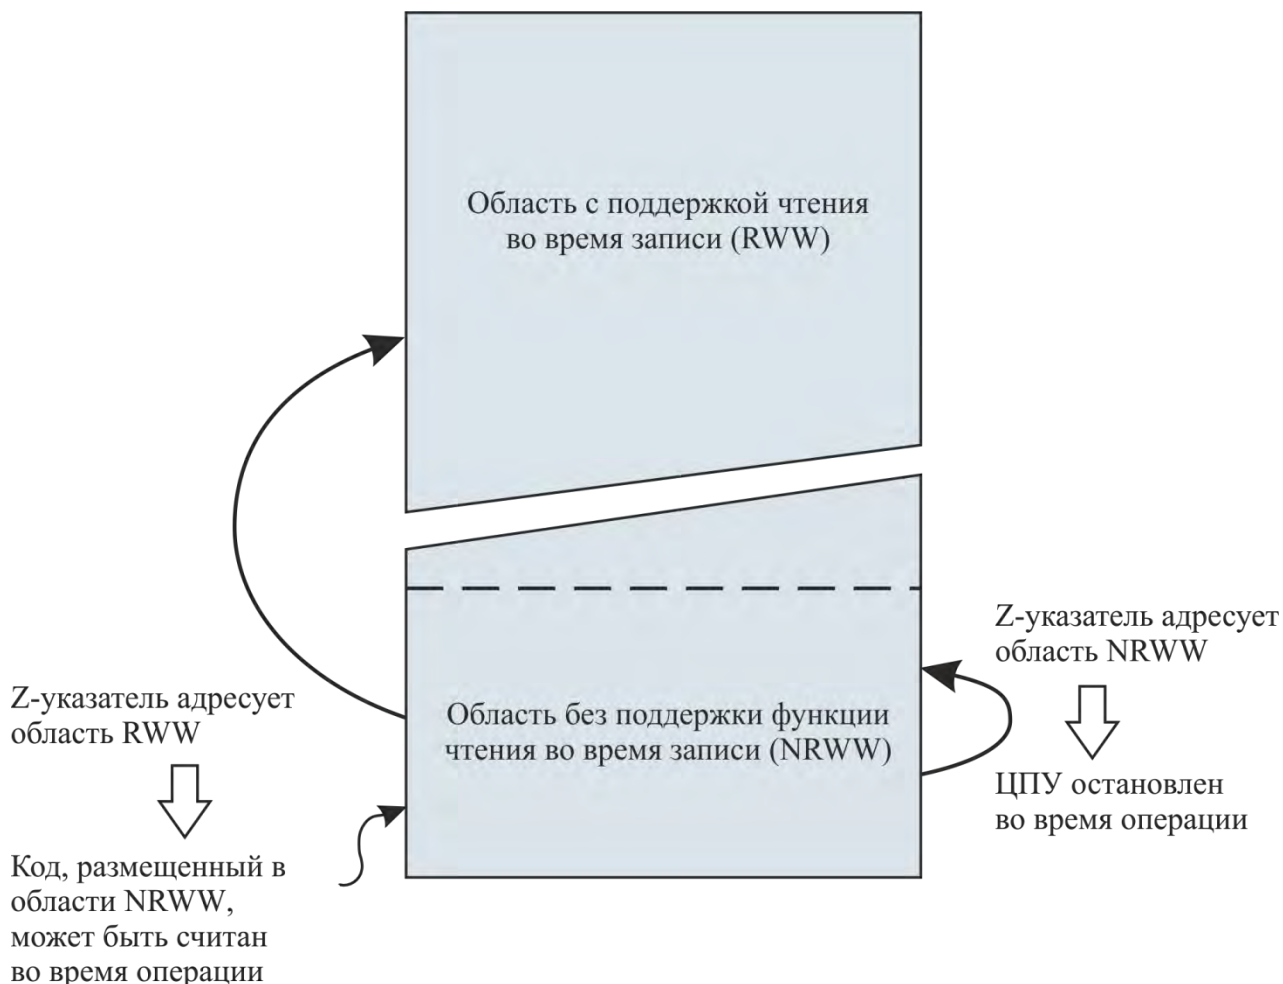 Область с поддержкой чтения
во время записи (RWW)
Z-указатель адресует
область RWW
Код, размещенный в
области NRWW,
может быть считан
во время операции
Область без поддержки функции
чтения во время записи (NRWW)
Z-указатель адресует
область NRWW
ЦПУ остановлен
во время операции